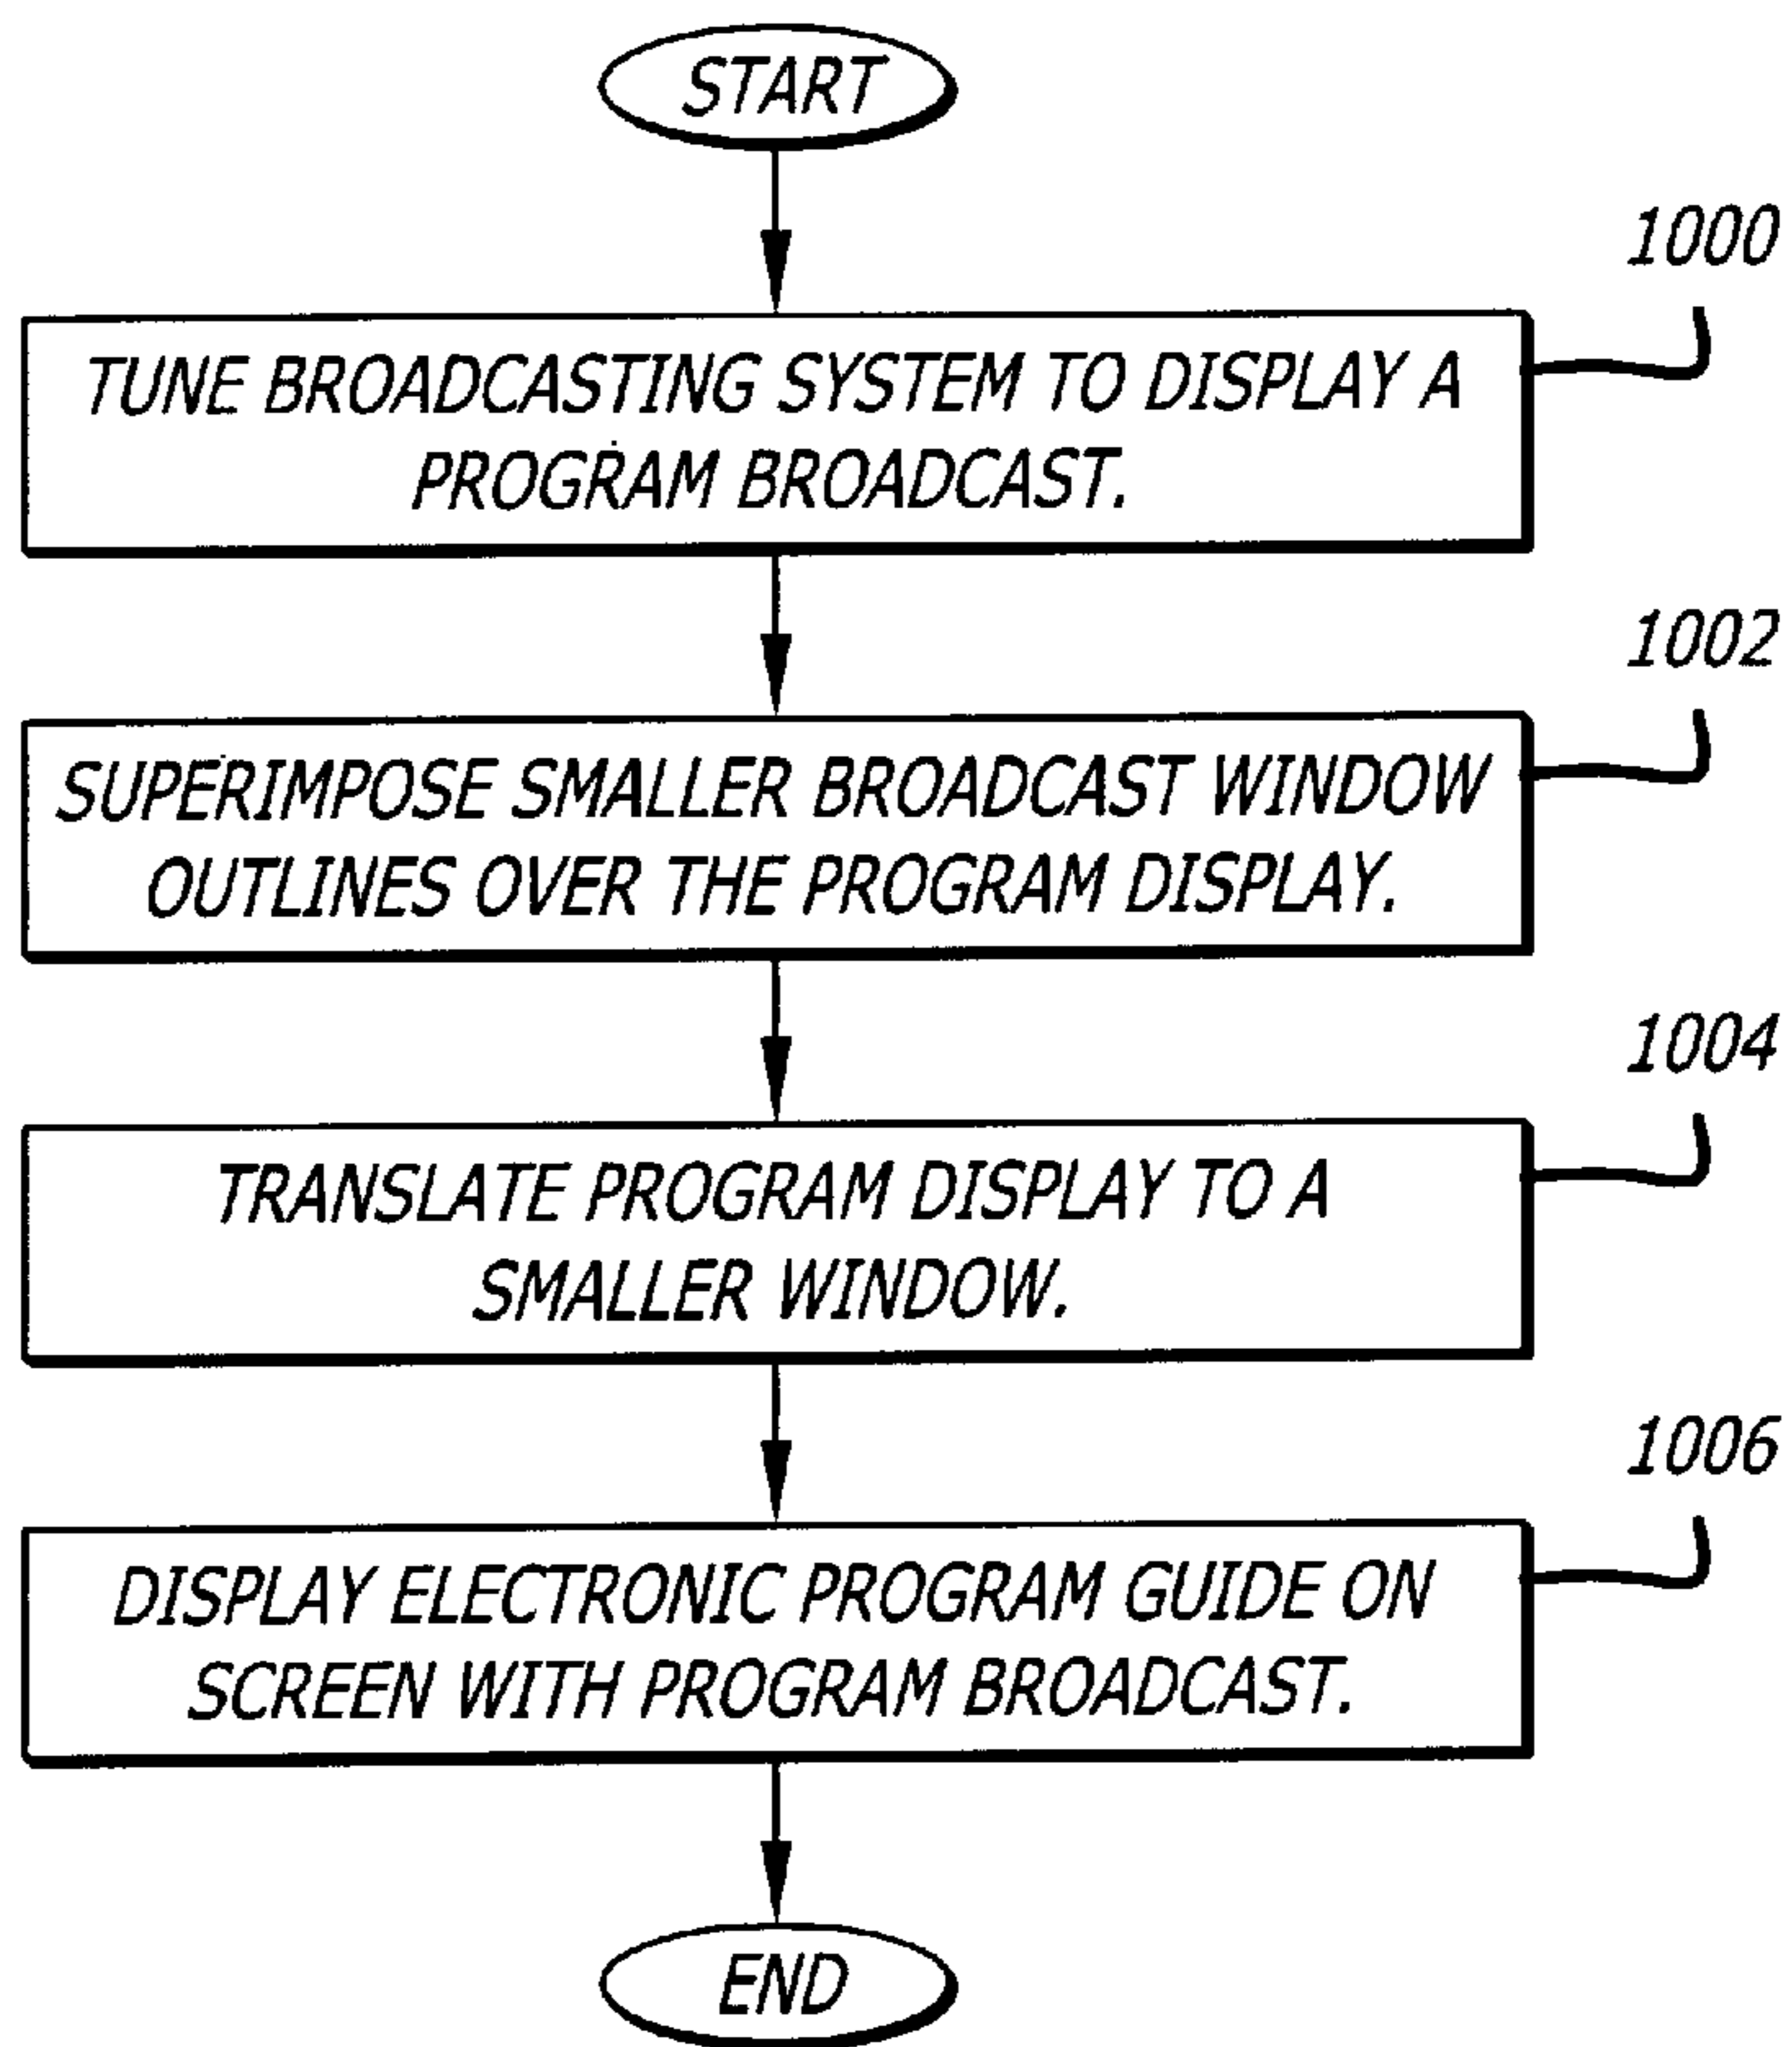 START
1000
TUNE BROADCASTING SYSTEM TO DISPLAY A
PROGRAM BROADCAST.
1002
SUPERIMPOSE SMALLER BROADCAST WINDOW
OUTLINES OVER THE PROGRAM DISPLAY.
1004
TRANSLATE PROGRAM DISPLAY TO A
SMALLER WINDOW.
1006
DISPLAY ELECTRONIC PROGRAM GUIDE ON
SCREEN WITH PROGRAM BROADCAST.
END